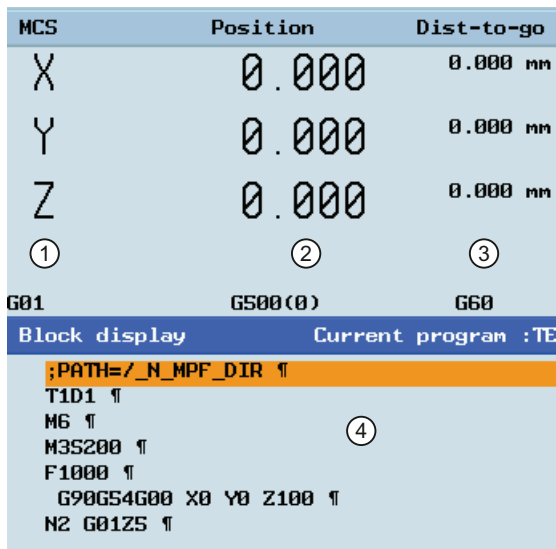 MCS Position Dist-to-go
X 0.000 0.000 mm
Y 0.000 0.000 mm
Z 0.000 0.000 mm
① ② ③
G01 G500(0) G60
Block display Current program :TE
;PATH=/_N_MPF_DIR ¶
T1D1 ¶
M6 ¶
④
M3S200 ¶
F1000 ¶
G90G54G00 X0 Y0 Z100 ¶
N2 G01Z5 ¶